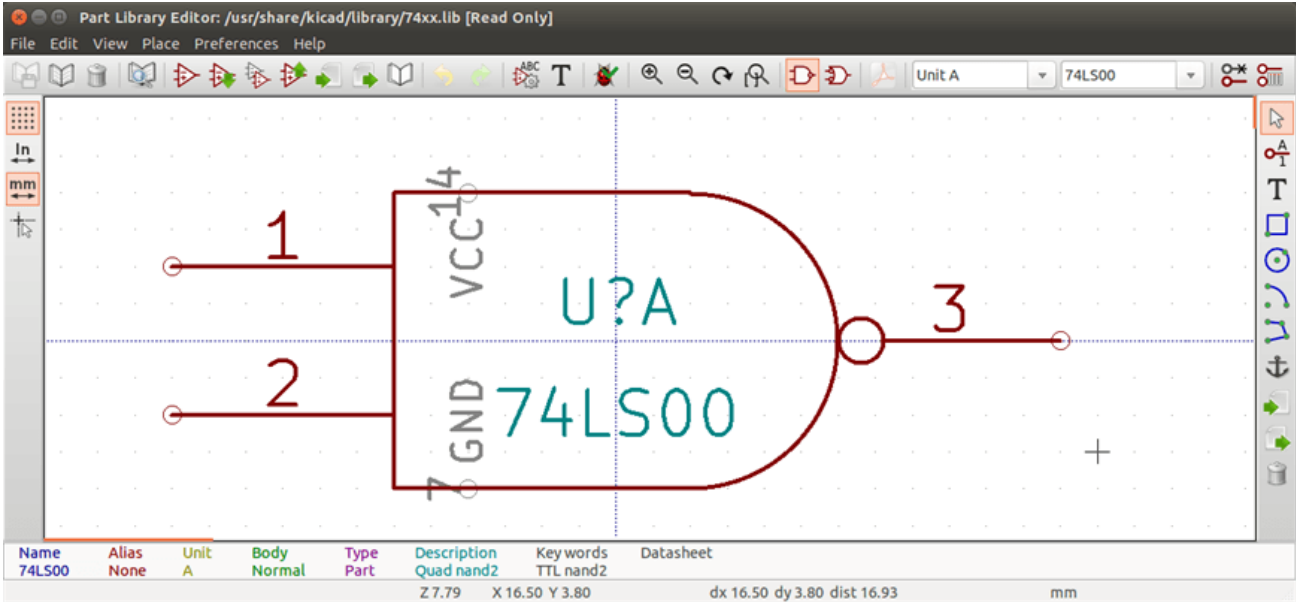 Part Library Editor: /usr/share/kicad/library/74xx.lib [Read Only]
File Edit View Place Preferences Help
ABC T Unit A 74LS00
In
mm
A
1
T
14
VCC
1
U?A
3
2
GND
74LS00
7
Name Alias Unit Body Type Description Key words Datasheet
74LS00 None A Normal Part Quad nand2 TTL nand2
Z 7.79 X 16.50 Y 3.80 dx 16.50 dy 3.80 dist 16.93 mm